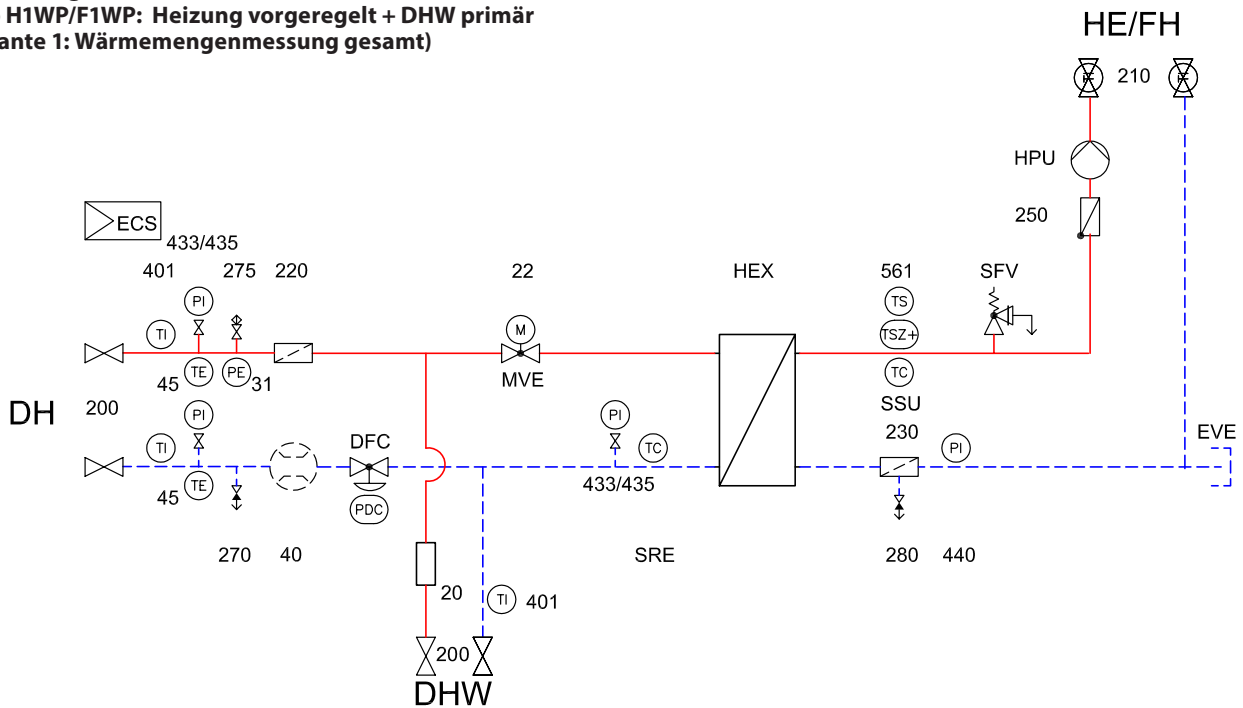 H1WP/F1WP: Heizung vorgeregelt + DHW primär
ante 1: Wärmemengenmessung gesamt)
HE/FH
210
HPU
250
ECS
433/435
401 275 220 22 HEX 561 SFV
PI TS
TI M TSZ+
TE PE TC
45 31 MVE SSU
DH 200 PI PI 230 EVE
TI DFC TC PI
45 TE 433/435
PDC
270 40 SRE 280 440
20 TI 401
200
DHW